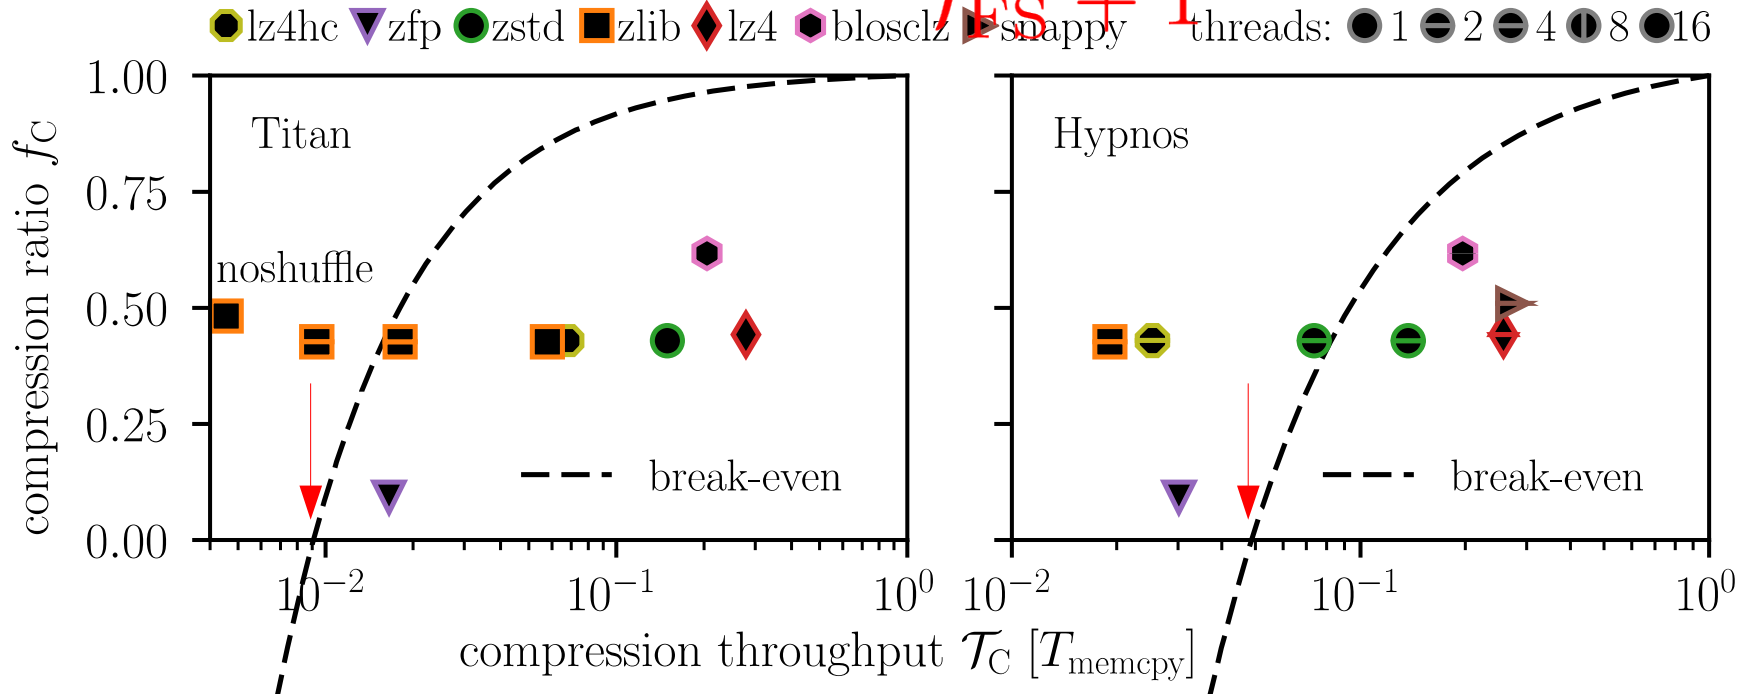 FS + 1
lz4hc zfp zstd zlib lz4 blosclz snappy threads: 1 2 4 8 16
1.00
0.75
0.50
0.25
0.00
compression ratio f_C
Titan
noshuffle
break-even
10^−2 10^−1 10^0
Hypnos
break-even
10^−2 10^−1 10^0
compression throughput 𝒯_C [T_memcpy]